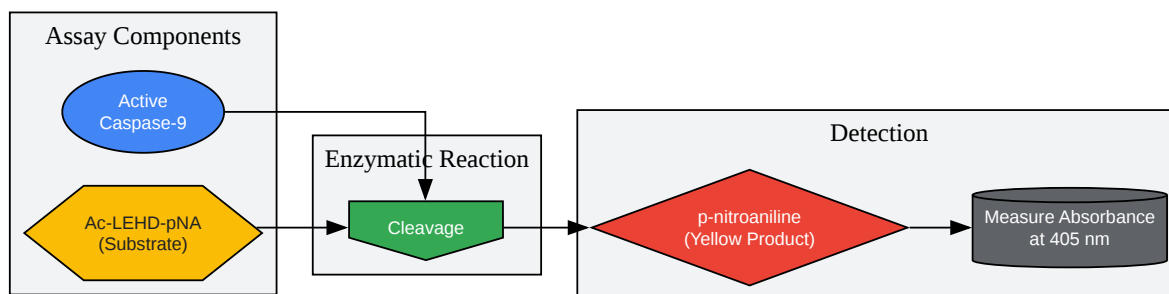 Assay Components
Active
Caspase-9
Ac-LEHD-pNA
(Substrate)
Enzymatic Reaction
Cleavage
Detection
p-nitroaniline
(Yellow Product)
Measure Absorbance
at 405 nm